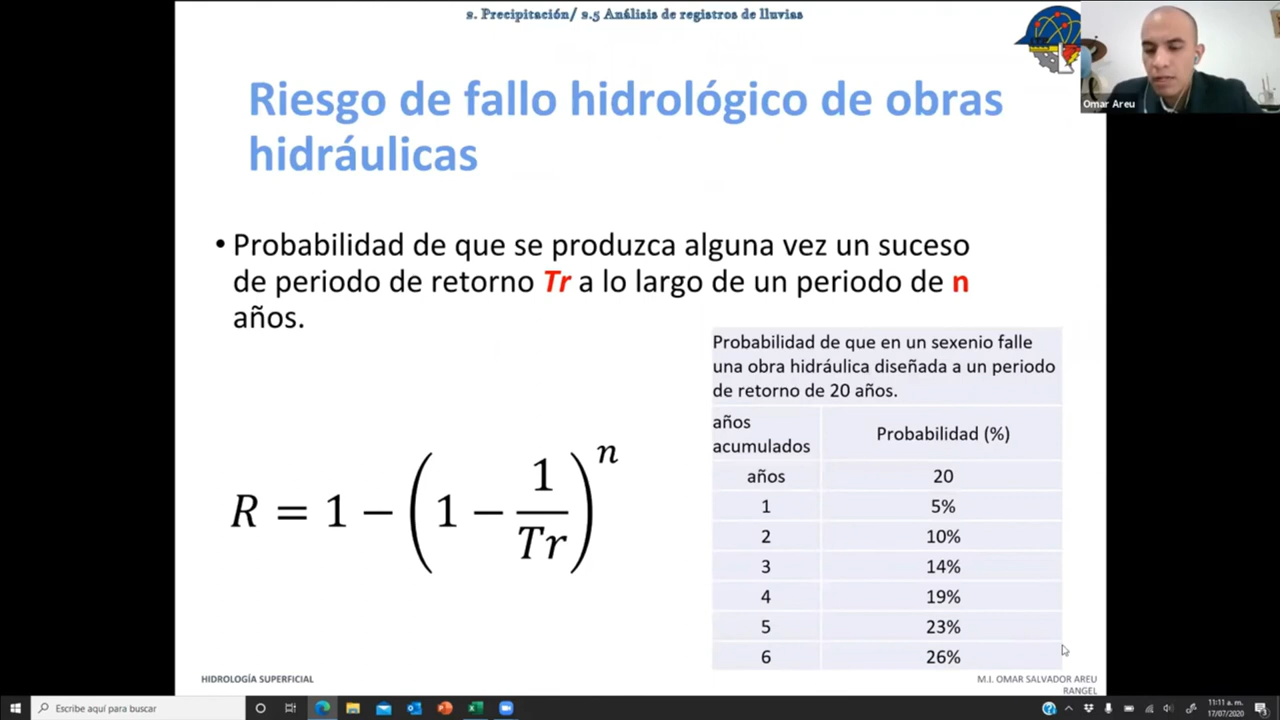 2. Precipitación/ 2.5 Análisis de registros de lluvias
Omar Areu
Riesgo de fallo hidrológico de obras
hidráulicas
• Probabilidad de que se produzca alguna vez un suceso
de periodo de retorno Tr a lo largo de un periodo de n
años.
R = 1 − (1 − 1/Tr)^n
Probabilidad de que en un sexenio falle
una obra hidráulica diseñada a un periodo
de retorno de 20 años.
años
acumulados
Probabilidad (%)
años 20
1 5%
2 10%
3 14%
4 19%
5 23%
6 26%
HIDROLOGÍA SUPERFICIAL
M.I. OMAR SALVADOR AREU
RANGEL
Escribe aquí para buscar
11:11 a. m.
17/07/2020